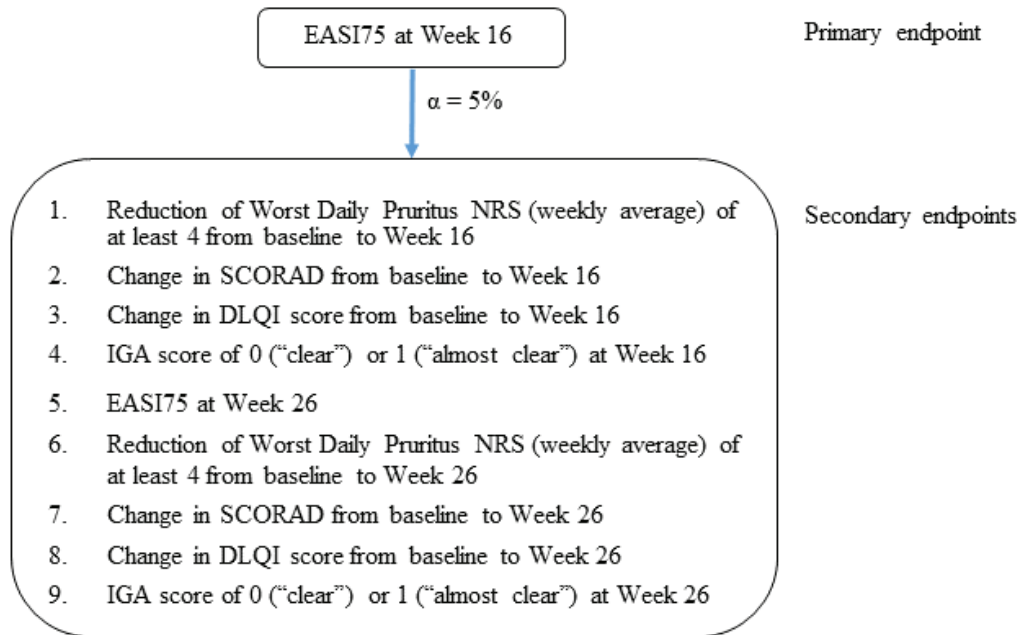 EASI75 at Week 16
Primary endpoint
α = 5%
1. Reduction of Worst Daily Pruritus NRS (weekly average) of
at least 4 from baseline to Week 16
Secondary endpoints
2. Change in SCORAD from baseline to Week 16
3. Change in DLQI score from baseline to Week 16
4. IGA score of 0 (“clear”) or 1 (“almost clear”) at Week 16
5. EASI75 at Week 26
6. Reduction of Worst Daily Pruritus NRS (weekly average) of
at least 4 from baseline to Week 26
7. Change in SCORAD from baseline to Week 26
8. Change in DLQI score from baseline to Week 26
9. IGA score of 0 (“clear”) or 1 (“almost clear”) at Week 26